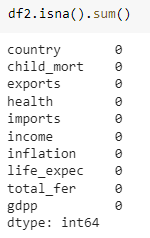 df2.isna().sum()
country 0
child_mort 0
exports 0
health 0
imports 0
income 0
inflation 0
life_expec 0
total_fer 0
gdpp 0
dtype: int64